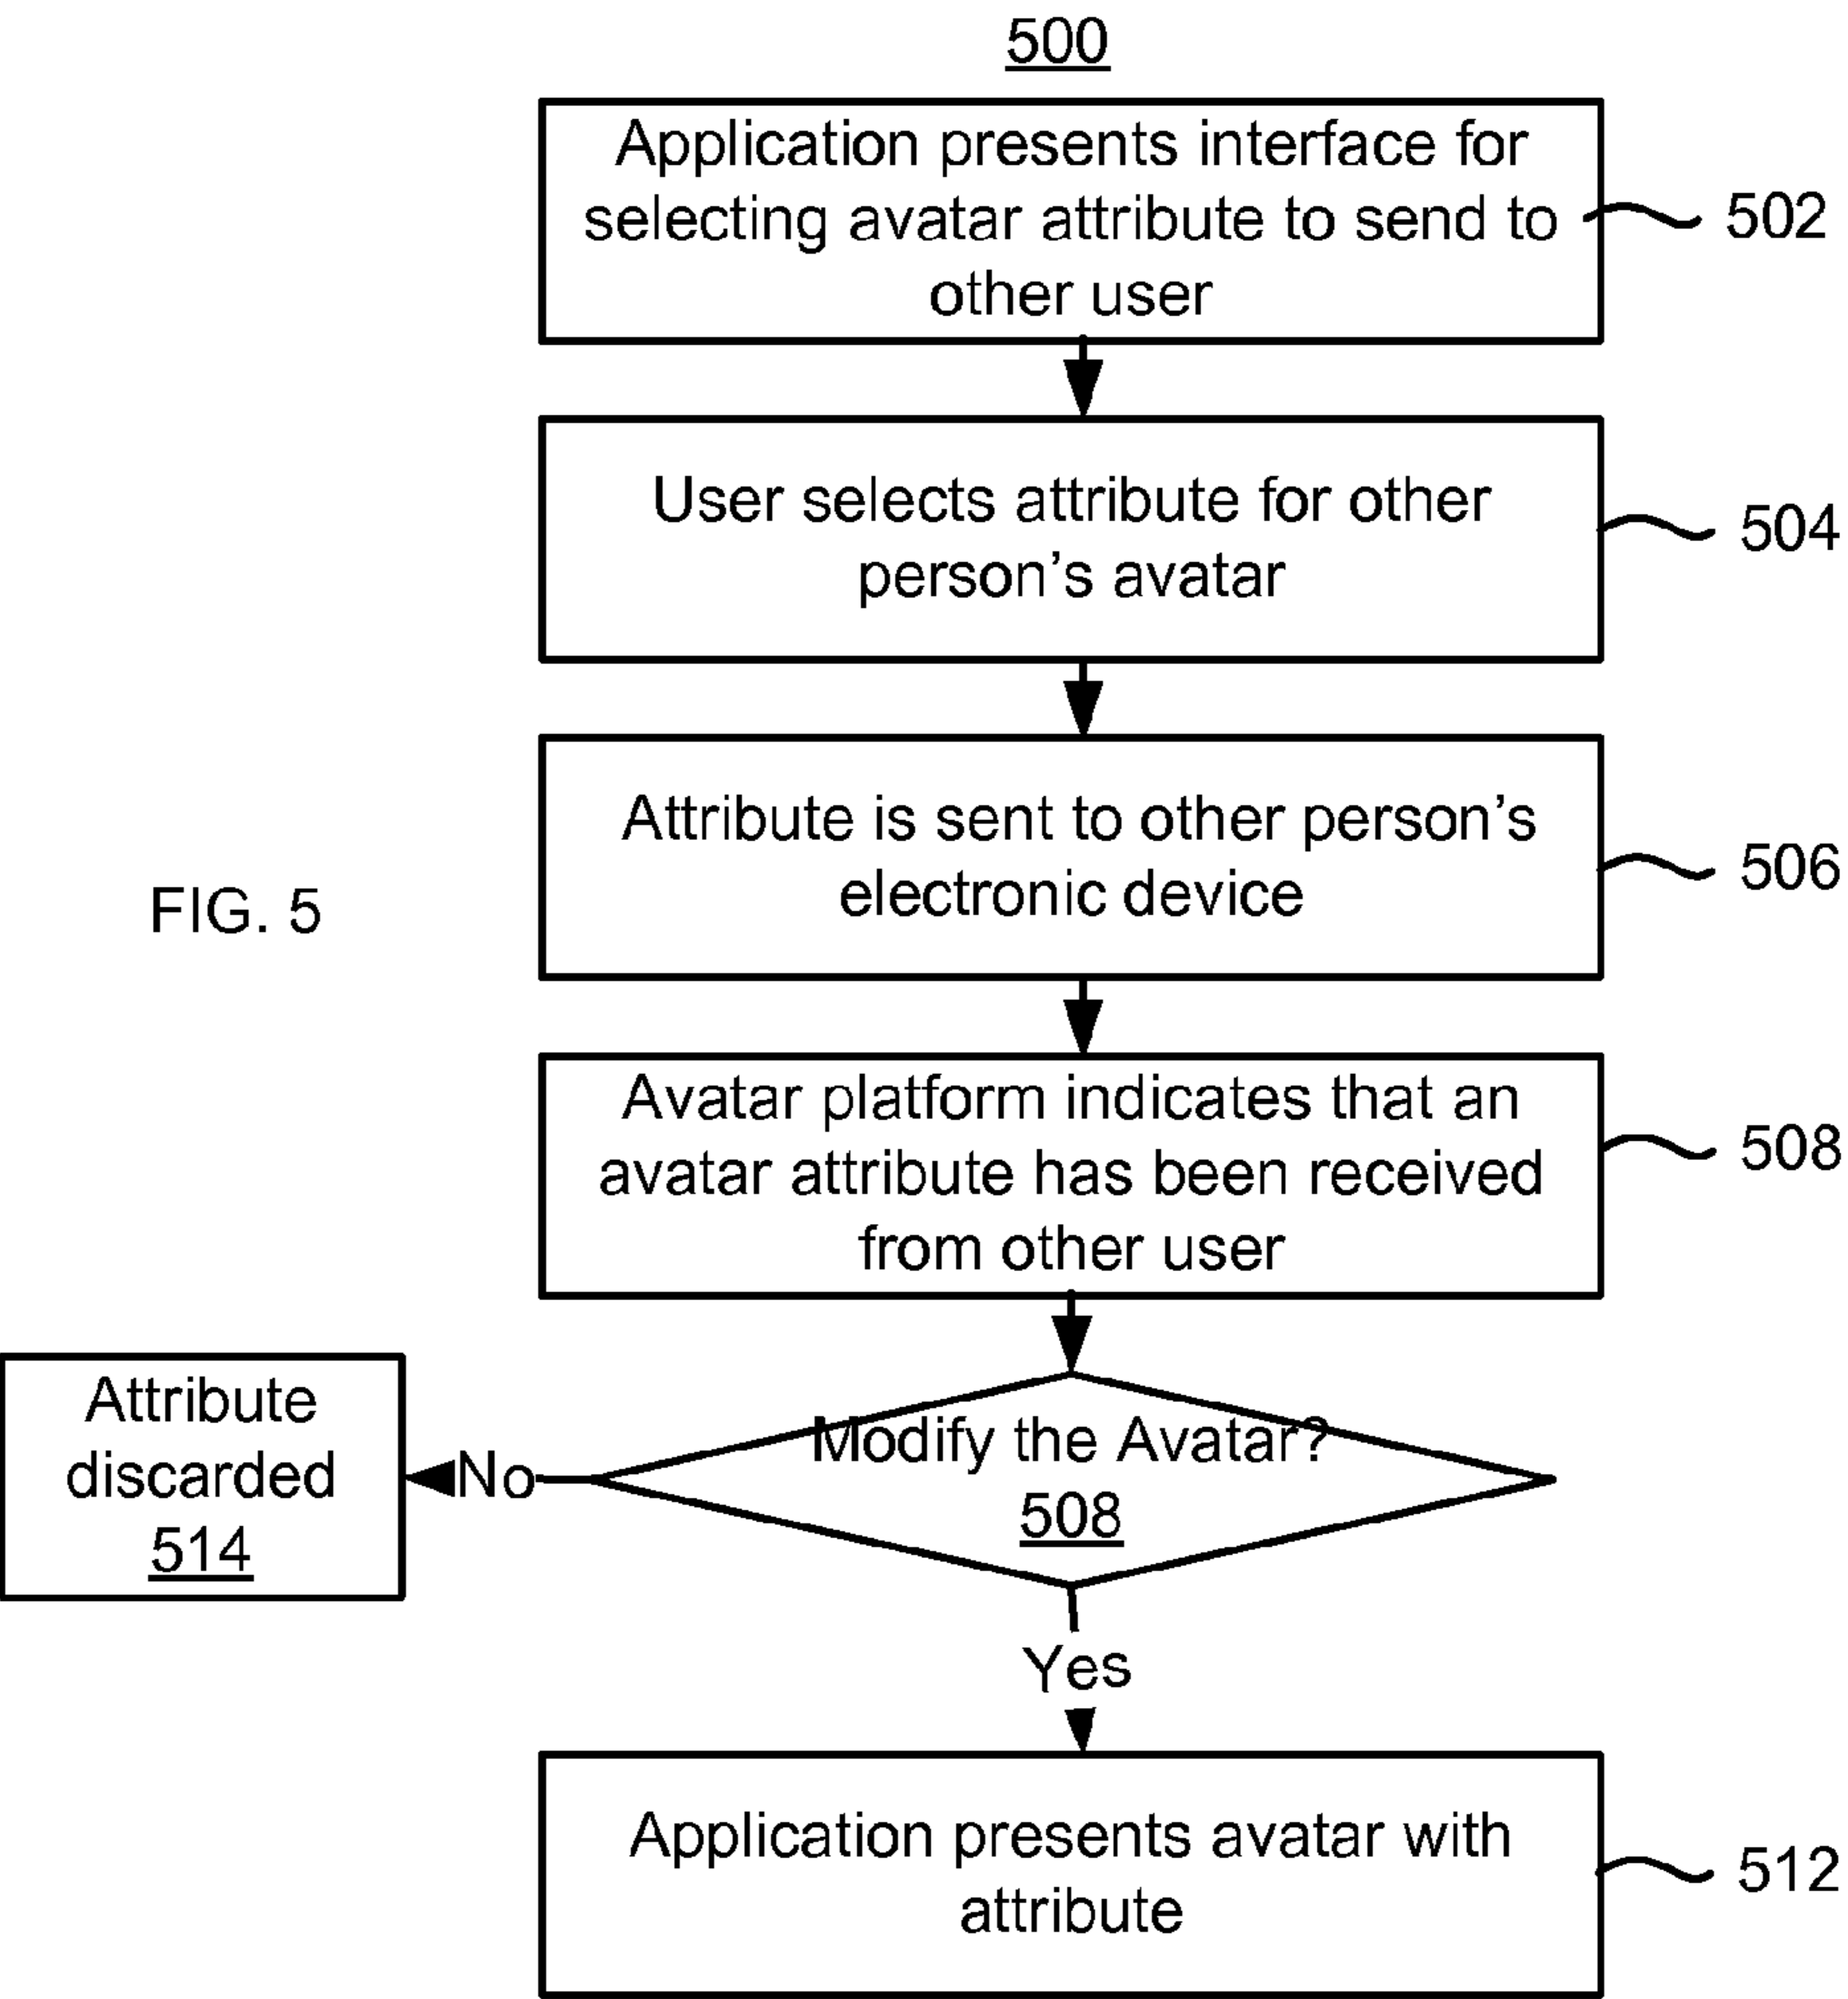 500
Application presents interface for
selecting avatar attribute to send to
other user
502
User selects attribute for other
person's avatar
504
Attribute is sent to other person's
electronic device
506
FIG. 5
Avatar platform indicates that an
avatar attribute has been received
from other user
508
Modify the Avatar?
508
No
Attribute
discarded
514
Yes
Application presents avatar with
attribute
512